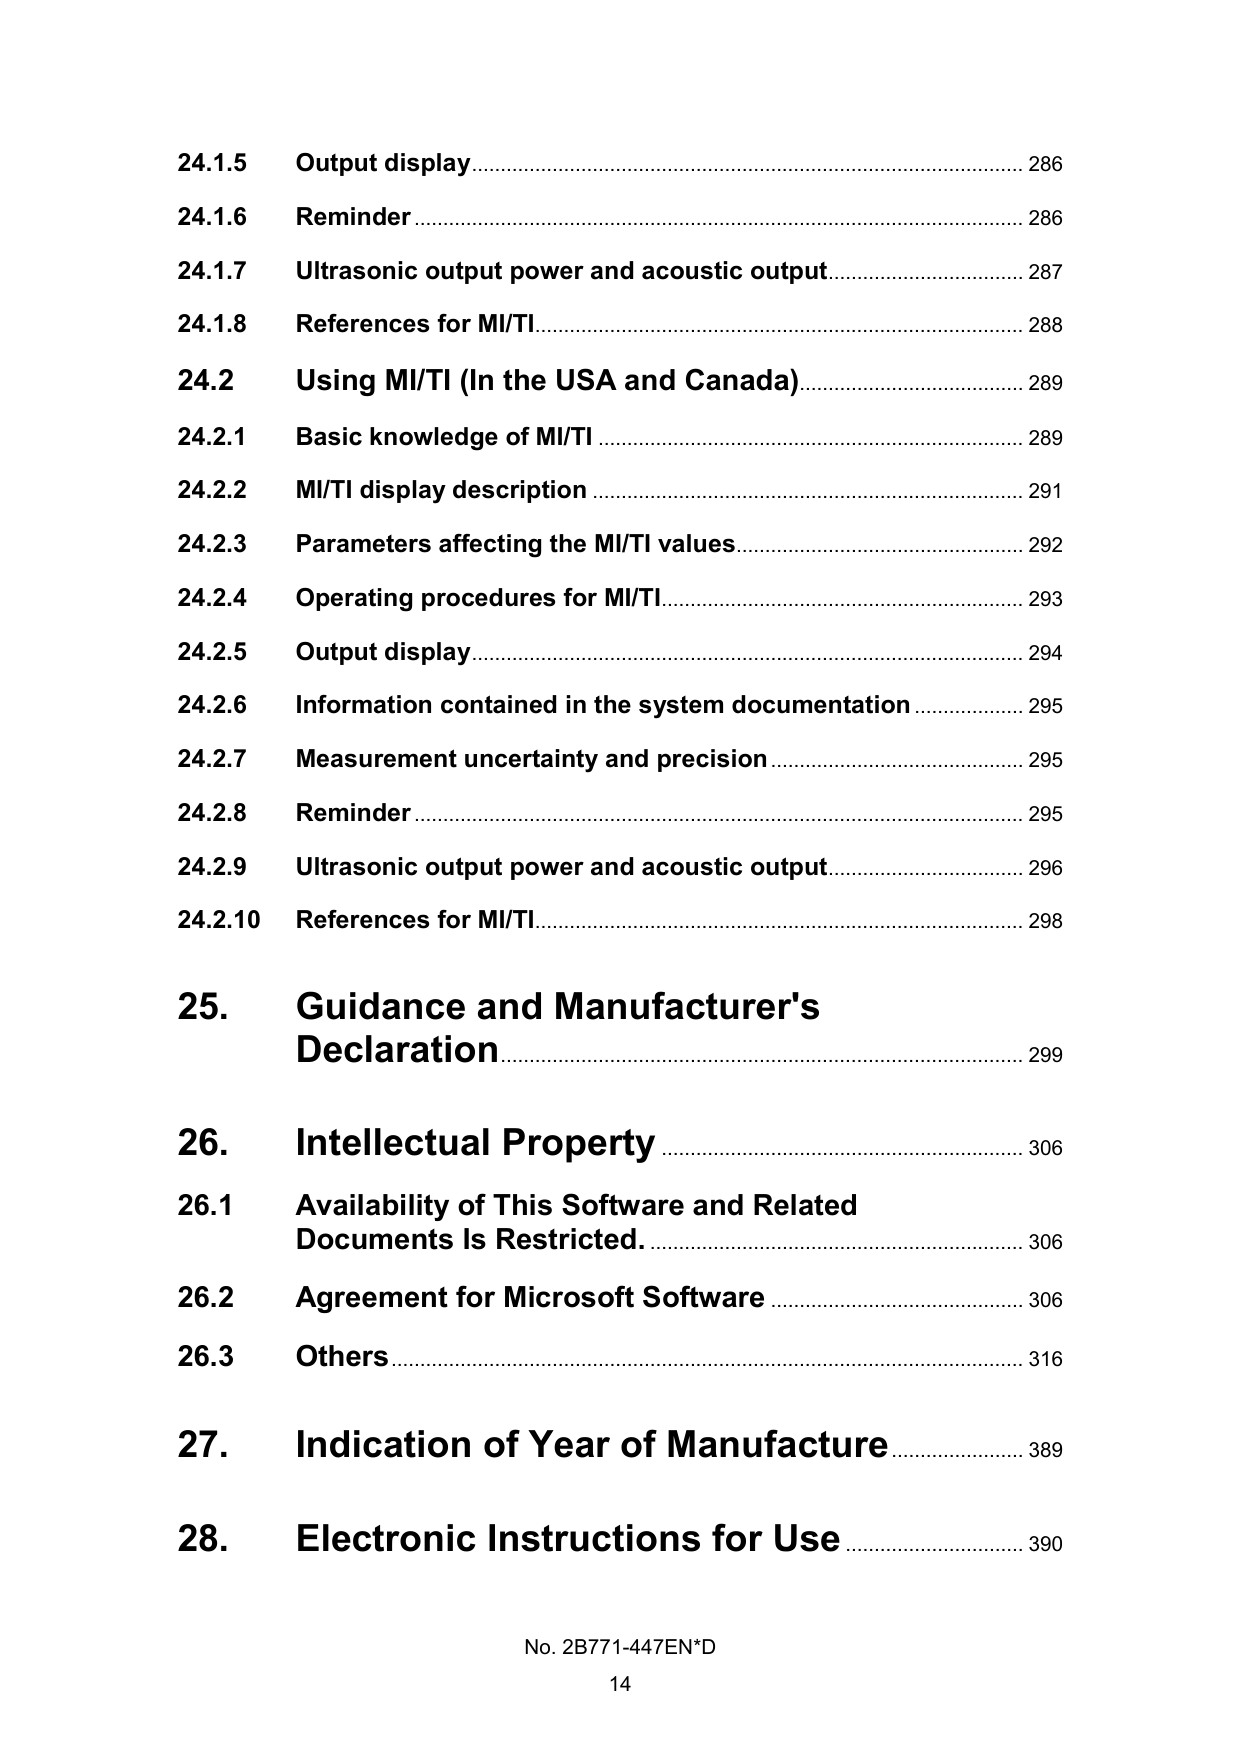 24.1.5 Output display 286
24.1.6 Reminder 286
24.1.7 Ultrasonic output power and acoustic output 287
24.1.8 References for MI/TI 288
24.2 Using MI/TI (In the USA and Canada) 289
24.2.1 Basic knowledge of MI/TI 289
24.2.2 MI/TI display description 291
24.2.3 Parameters affecting the MI/TI values 292
24.2.4 Operating procedures for MI/TI 293
24.2.5 Output display 294
24.2.6 Information contained in the system documentation 295
24.2.7 Measurement uncertainty and precision 295
24.2.8 Reminder 295
24.2.9 Ultrasonic output power and acoustic output 296
24.2.10 References for MI/TI 298
25. Guidance and Manufacturer's
Declaration 299
26. Intellectual Property 306
26.1 Availability of This Software and Related
Documents Is Restricted. 306
26.2 Agreement for Microsoft Software 306
26.3 Others 316
27. Indication of Year of Manufacture 389
28. Electronic Instructions for Use 390
No. 2B771-447EN*D
14